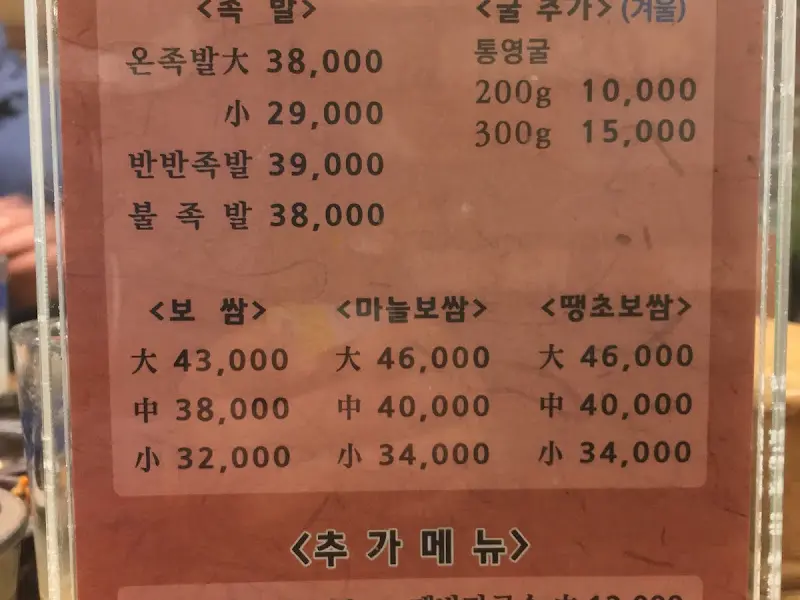 <족 발>
온족발大 38,000
小 29,000
반반족발 39,000
불 족 발 38,000
<굴 추가> (겨울)
통영굴
200g 10,000
300g 15,000
<보 쌈>
大 43,000
中 38,000
小 32,000
<마늘보쌈>
大 46,000
中 40,000
小 34,000
<땡초보쌈>
大 46,000
中 40,000
小 34,000
<추 가 메 뉴>